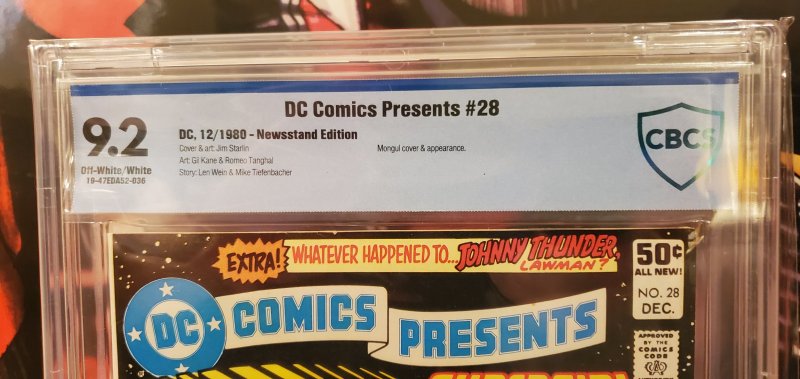 DC Comics Presents #28
9.2
Off-White/White
19-47EDA52-036
DC, 12/1980 - Newsstand Edition
Cover & art: Jim Starlin
Art: Gil Kane & Romeo Tanghal
Story: Len Wein & Mike Tiefenbacher
Mongul cover & appearance.
CBCS
EXTRA! WHATEVER HAPPENED TO... JOHNNY THUNDER,
LAWMAN?
50¢
ALL NEW!
NO. 28
DEC.
DC COMICS PRESENTS
APPROVED
BY THE
COMICS
CODE